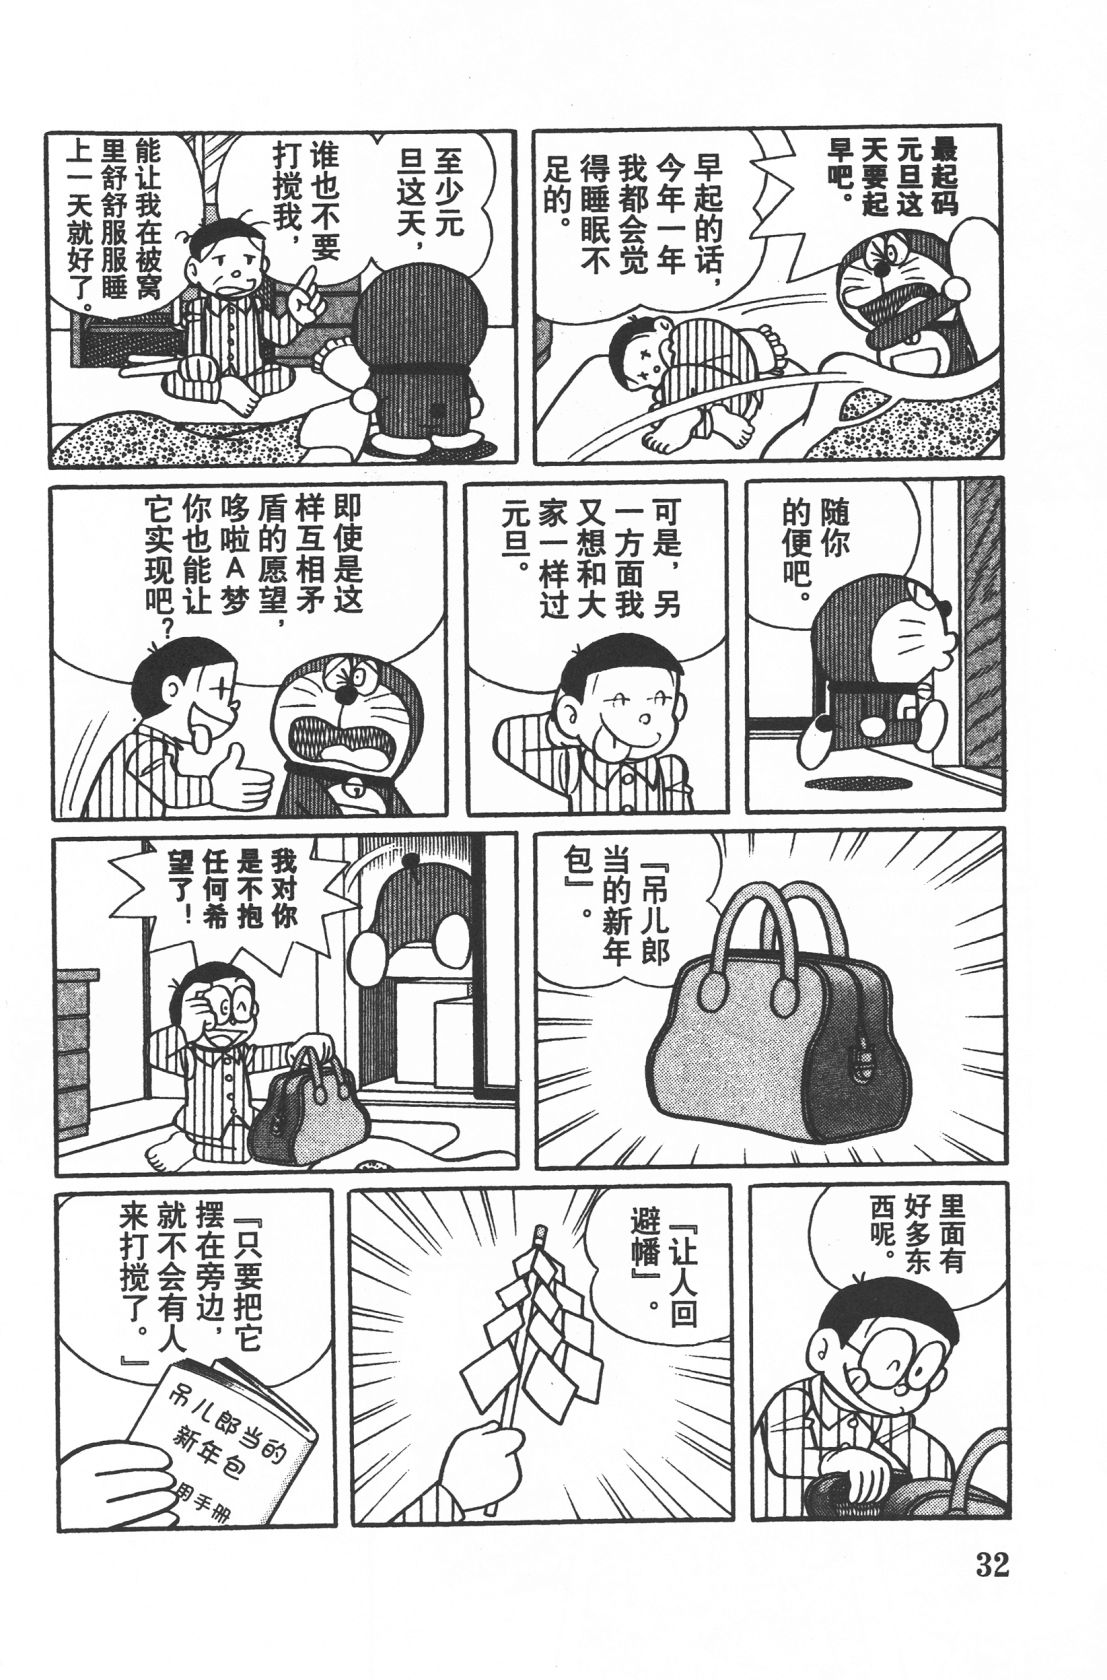 最起码
元旦这
天要起
早吧。
早起的话，
今年一年
我都会觉
得睡眠不
足的。
至少元
旦这天，
谁也不要
打搅我，
能让我在被窝
里舒舒服服睡
上一天就好了。
随你
的便吧。
可是，另
一方面我
又想和大
家一样过
元旦。
即使是这
样互相矛
盾的愿望，
哆啦A梦
你也能让
它实现吧？
『吊儿郎
当的新年
包』。
我对你
是不抱
任何希
望了！
里面有
好多东
西呢。
『让人回
避幡』。
『只要把它
摆在旁边，
就不会有人
来打搅了。』
吊儿郎当的
新年包
用手册
32